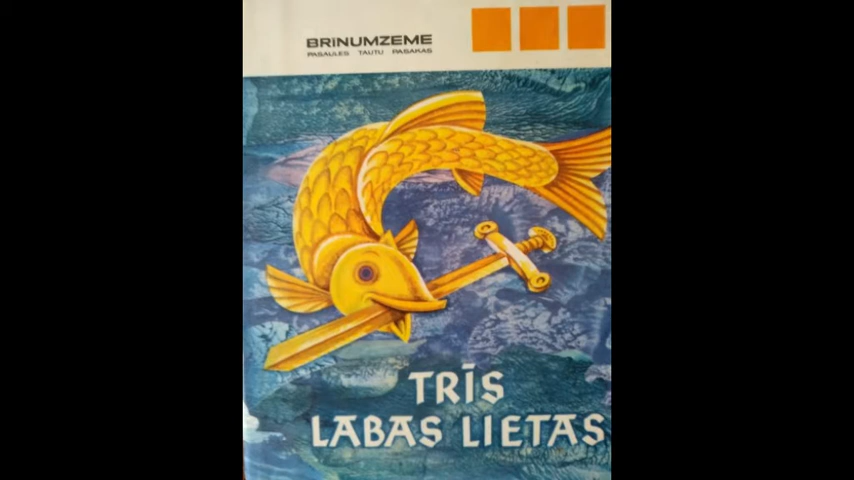 BRĪNUMZEME
PASAULES TAUTU PASAKAS
TRĪS
LABAS LIETAS